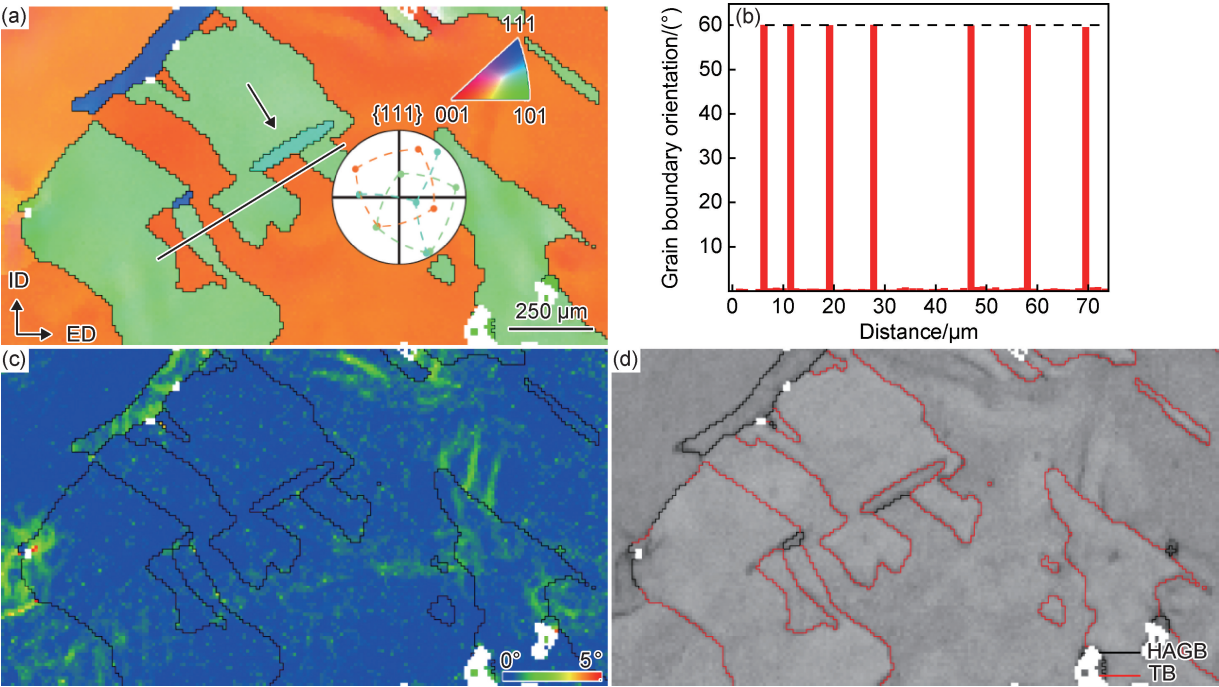 (a)
111
001
101
{111}
ID
ED
250 µm
(b)
Grain boundary orientation/(°)
60
50
40
30
20
10
0
10
20
30
40
50
60
70
Distance/µm
(c)
0°
5°
(d)
HAGB
TB